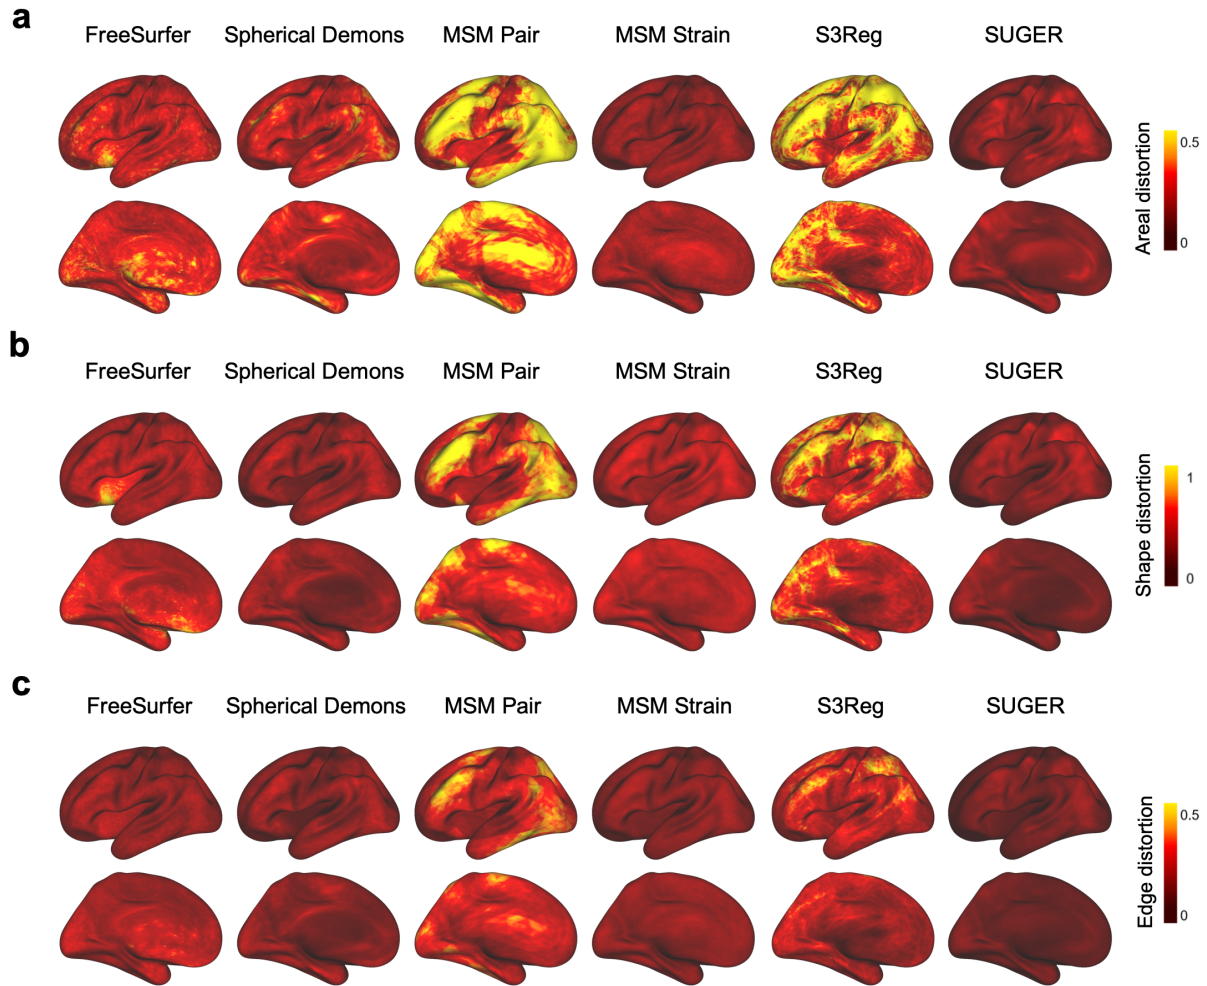 a
FreeSurfer Spherical Demons MSM Pair MSM Strain S3Reg SUGER
Areal distortion
0.5
0
b
FreeSurfer Spherical Demons MSM Pair MSM Strain S3Reg SUGER
Shape distortion
1
0
c
FreeSurfer Spherical Demons MSM Pair MSM Strain S3Reg SUGER
Edge distortion
0.5
0